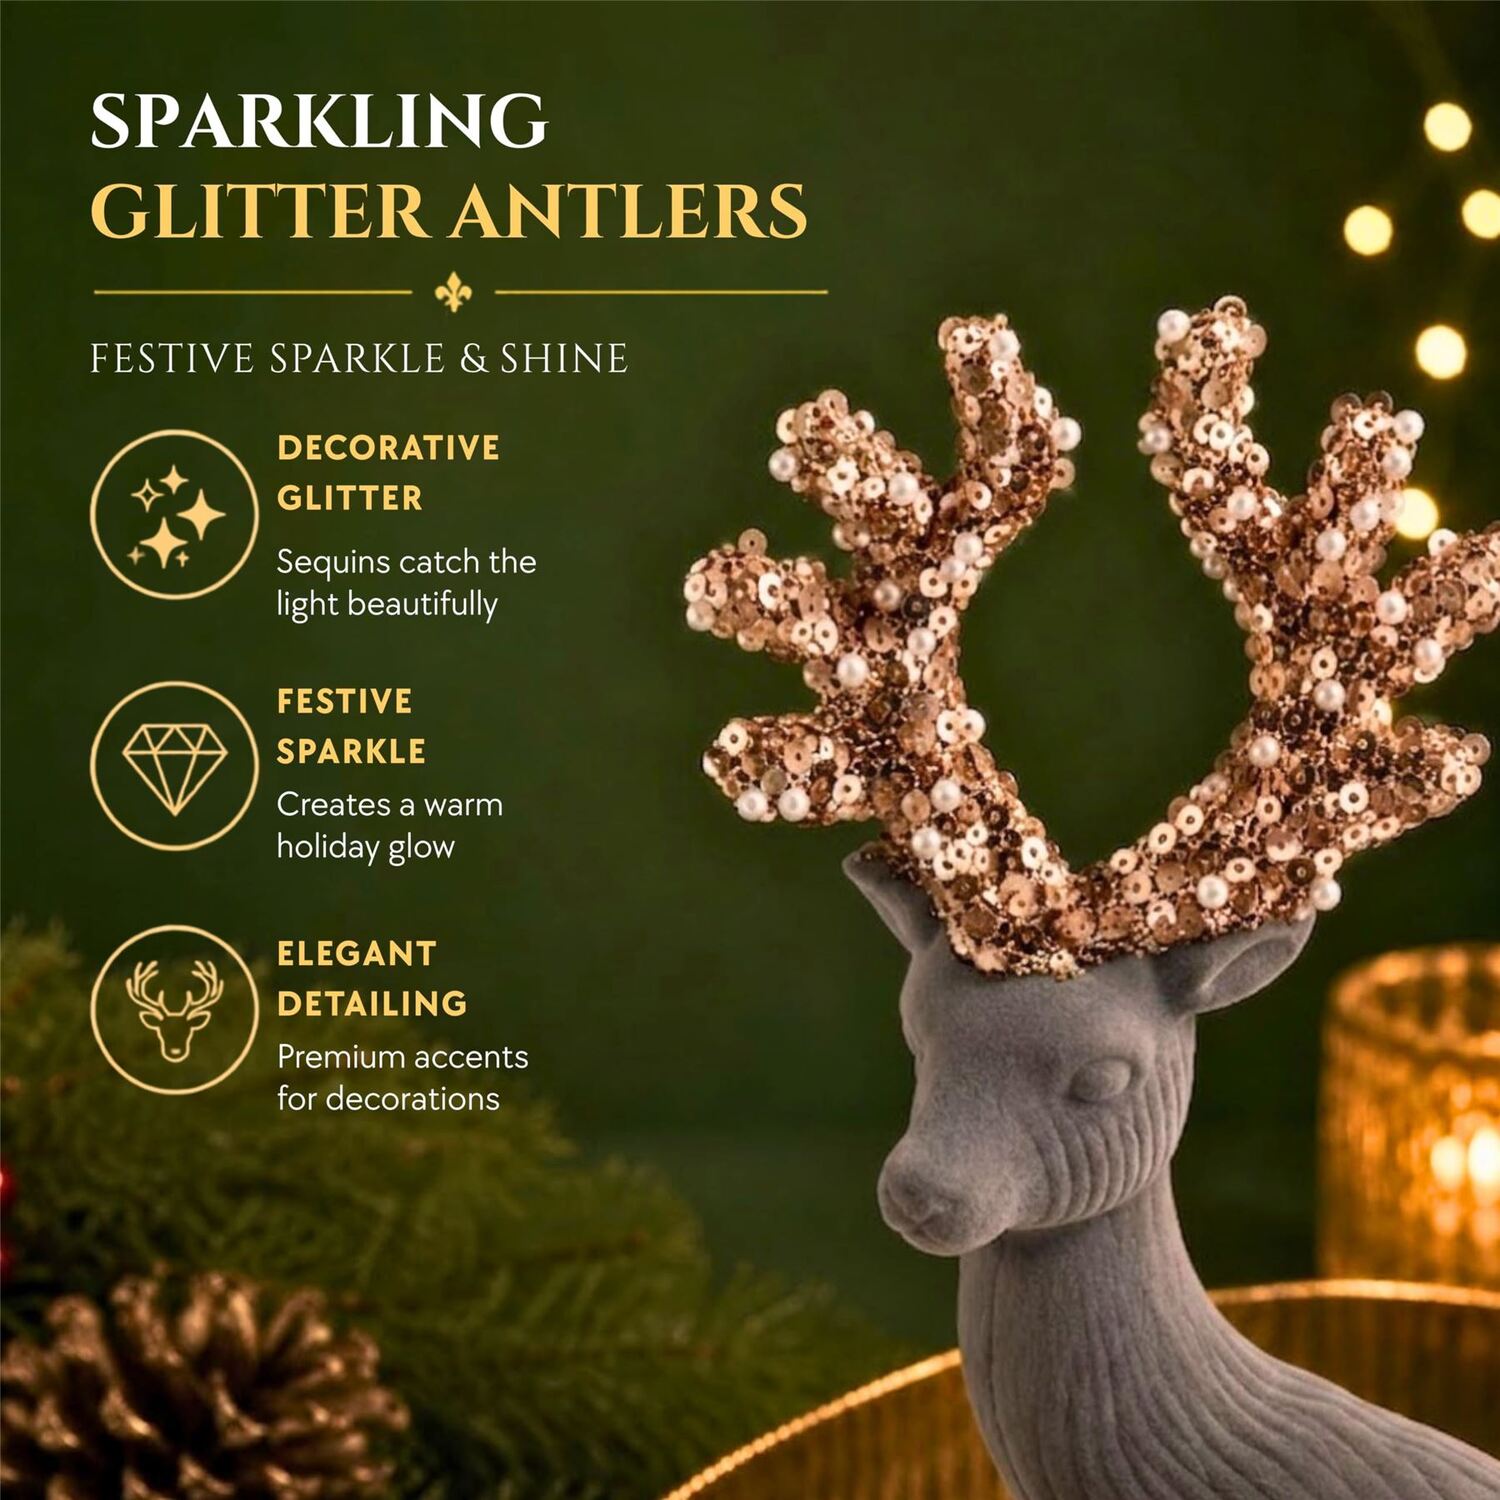 SPARKLING
GLITTER ANTLERS
FESTIVE SPARKLE & SHINE
DECORATIVE
GLITTER
Sequins catch the
light beautifully
FESTIVE
SPARKLE
Creates a warm
holiday glow
ELEGANT
DETAILING
Premium accents
for decorations